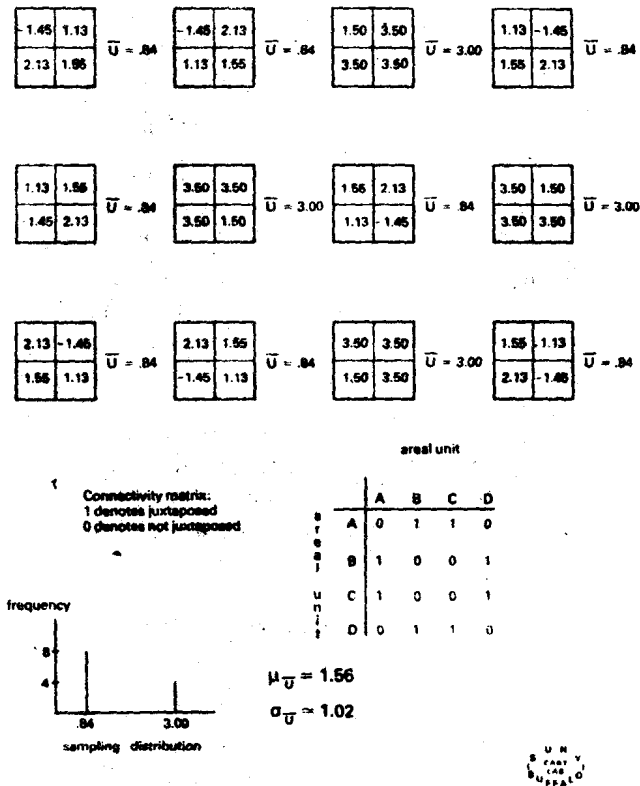 -1.45 1.13
2.13 1.55
U = .84
-1.45 2.13
1.13 1.55
U = .84
1.50 3.50
3.50 3.50
U = 3.00
1.13 -1.45
1.55 2.13
U = .84
1.13 1.55
-1.45 2.13
U = .84
3.50 3.50
3.50 1.50
U = 3.00
1.55 2.13
1.13 -1.45
U = .84
3.50 1.50
3.50 3.50
U = 3.00
2.13 -1.45
1.55 1.13
U = .84
2.13 1.55
-1.45 1.13
U = .84
3.50 3.50
1.50 3.50
U = 3.00
1.55 1.13
2.13 -1.45
U = .84
Connectivity matrix:
1 denotes juxtaposed
0 denotes not juxtaposed
areal unit
A B C D
areal unit
A 0 1 1 0
B 1 0 0 1
C 1 0 0 1
D 0 1 1 0
frequency
8
4
.84 3.00
sampling distribution
μU = 1.56
σU ≃ 1.02
SUNY
CART
LAB
BUFFALO